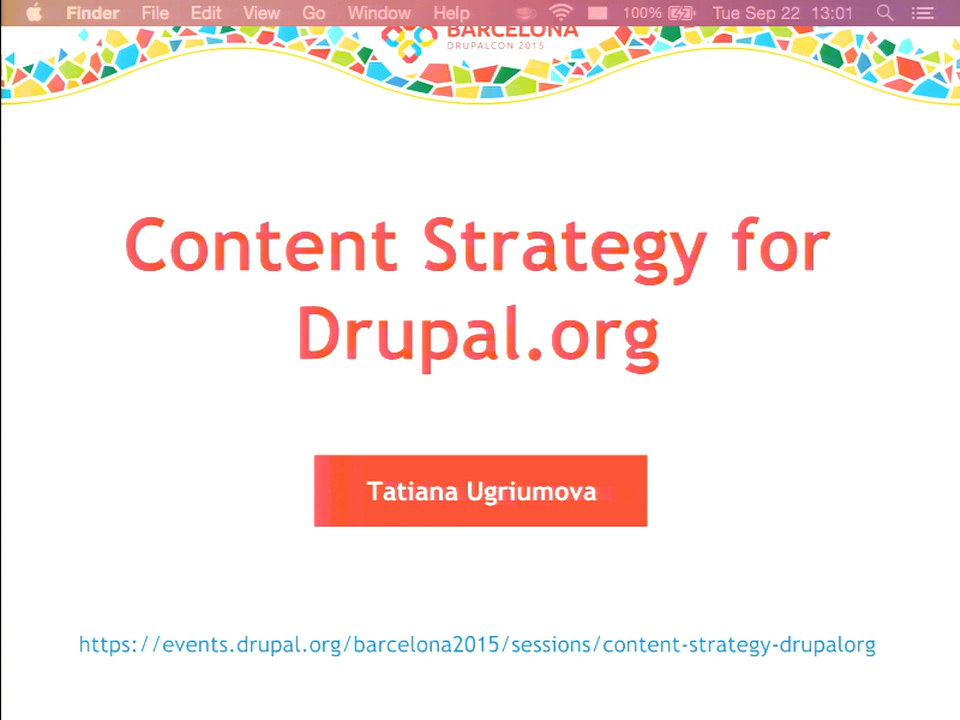 Finder File Edit View Go Window Help 100% Tue Sep 22 13:01
BARCELONA
DRUPALCON 2015
Content Strategy for
Drupal.org
Tatiana Ugriumova
https://events.drupal.org/barcelona2015/sessions/content-strategy-drupalorg